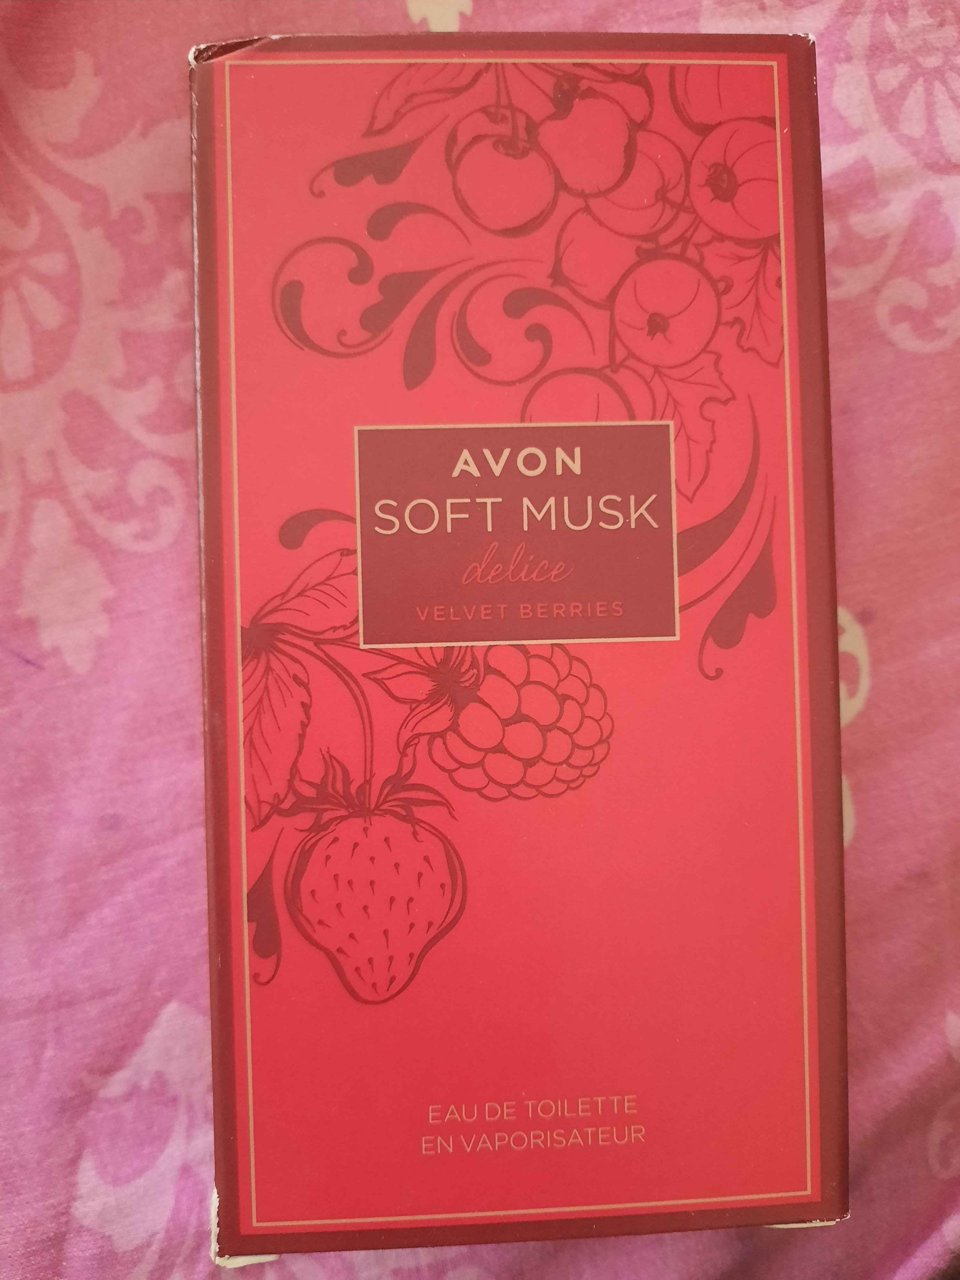 AVON
SOFT MUSK
delice
VELVET BERRIES
EAU DE TOILETTE
EN VAPORISATEUR